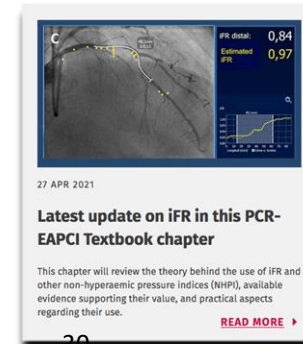 C
iFR distal: 0,84
Estimated iFR 0,97
27 APR 2021
Latest update on iFR in this PCR-
EAPCI Textbook chapter
This chapter will review the theory behind the use of iFR and
other non-hyperaemic pressure indices (NHPI), available
evidence supporting their value, and practical aspects
regarding their use.
READ MORE